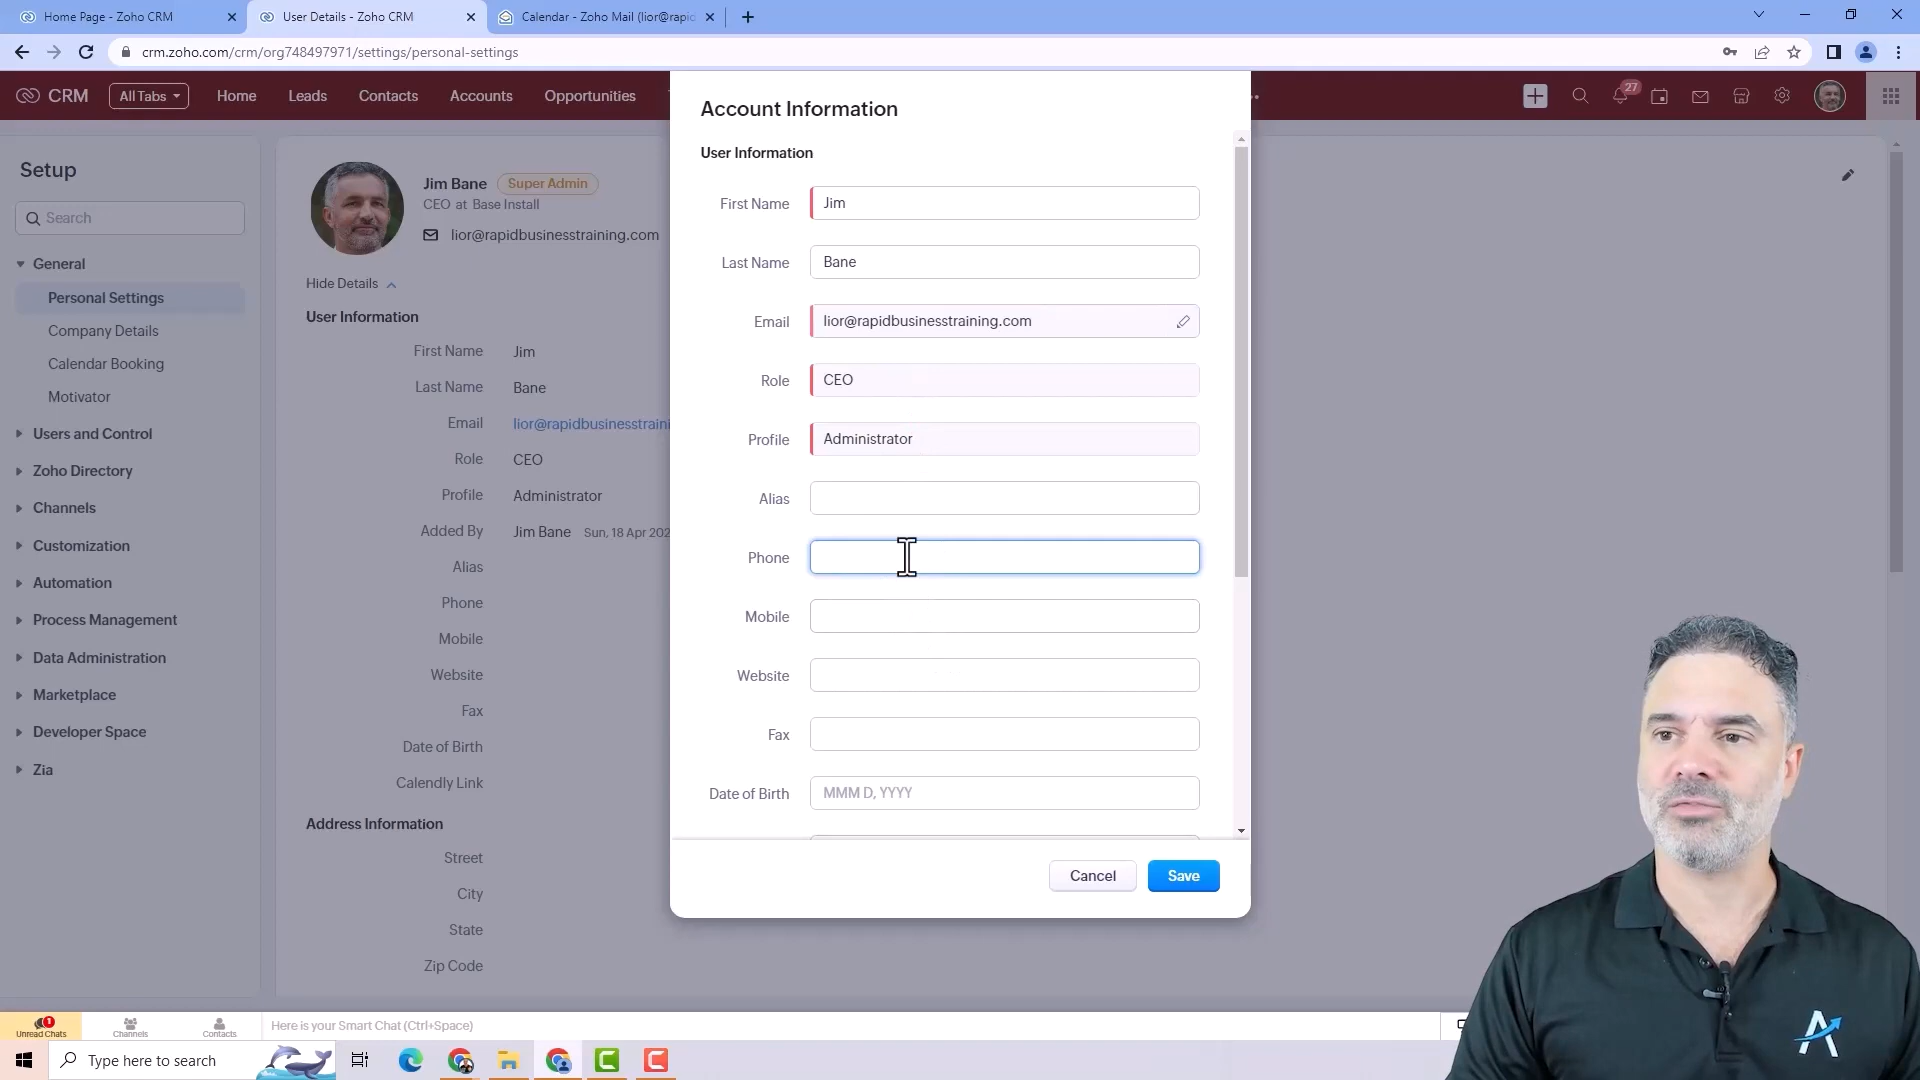 Home Page - Zoho CRM
User Details - Zoho CRM
Calendar - Zoho Mail (lior@rapid
crm.zoho.com/crm/org748497971/settings/personal-settings
CRM
All Tabs
Home
Leads
Contacts
Accounts
Opportunities
27
Setup
Search
General
Personal Settings
Company Details
Calendar Booking
Motivator
Users and Control
Zoho Directory
Channels
Customization
Automation
Process Management
Data Administration
Marketplace
Developer Space
Zia
Jim Bane Super Admin
CEO at Base Install
lior@rapidbusinesstraining.com
Hide Details
User Information
First Name Jim
Last Name Bane
Email lior@rapidbusinesstraini
Role CEO
Profile Administrator
Added By Jim Bane Sun, 18 Apr 202
Alias
Phone
Mobile
Website
Fax
Date of Birth
Calendly Link
Address Information
Street
City
State
Zip Code
Account Information
User Information
First Name Jim
Last Name Bane
Email lior@rapidbusinesstraining.com
Role CEO
Profile Administrator
Alias
Phone
Mobile
Website
Fax
Date of Birth MMM D, YYYY
Cancel
Save
1
Unread Chats
Channels
Contacts
Here is your Smart Chat (Ctrl+Space)
Type here to search